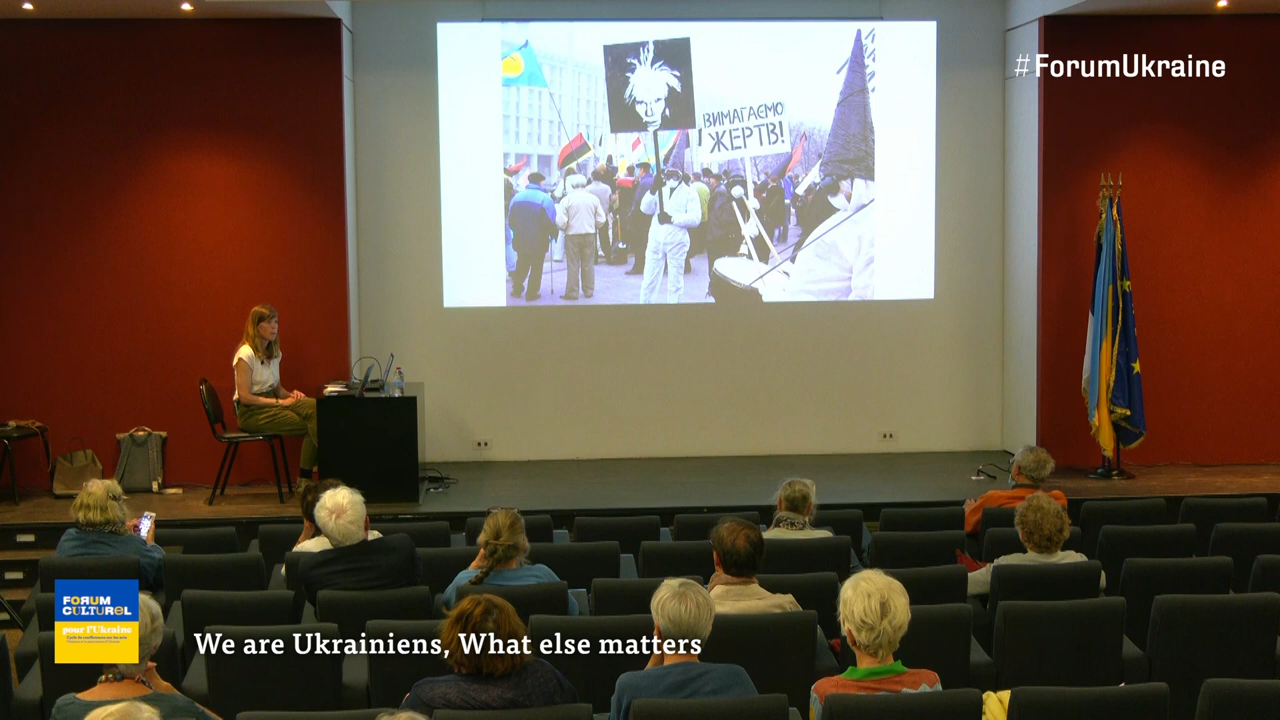 #ForumUkraine
ВИМАГАЄМО
ЖЕРТВ!
FORUM
CULTUREL
pour l'Ukraine
We are Ukrainiens, What else matters